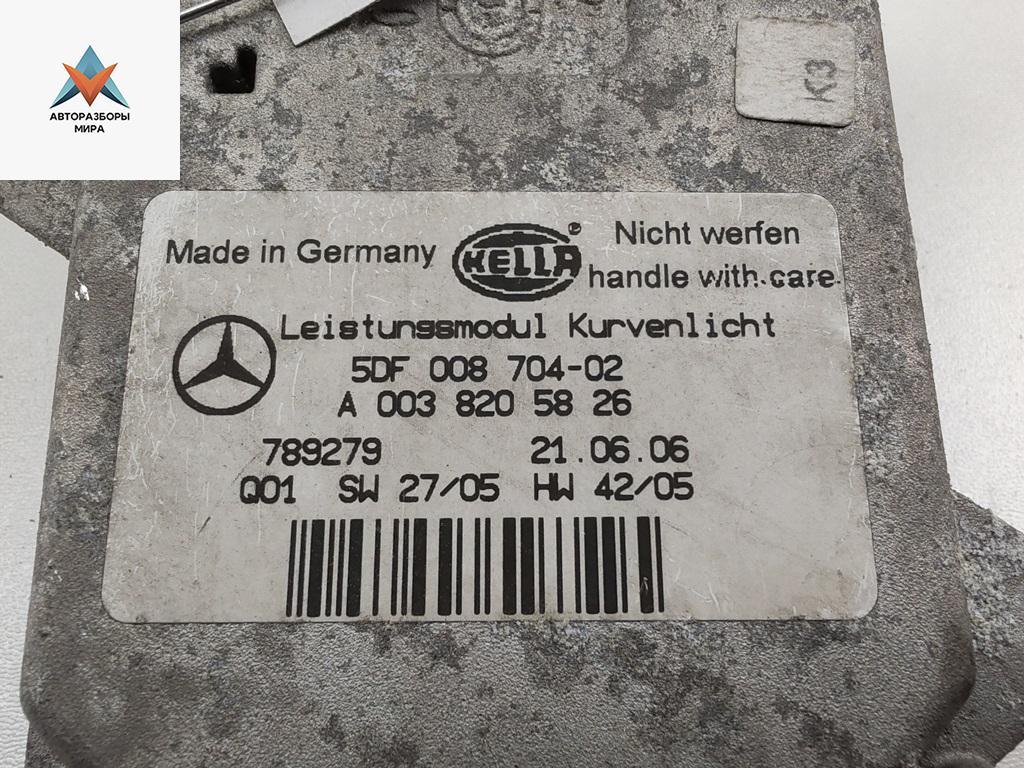 АВТОРАЗБОРЫ
МИРА
K3
Made in Germany
HELLA
®
Nicht werfen
handle with care
Leistungsmodul Kurvenlicht
5DF 008 704-02
A 003 820 58 26
789279 21.06.06
Q01 SW 27/05 HW 42/05